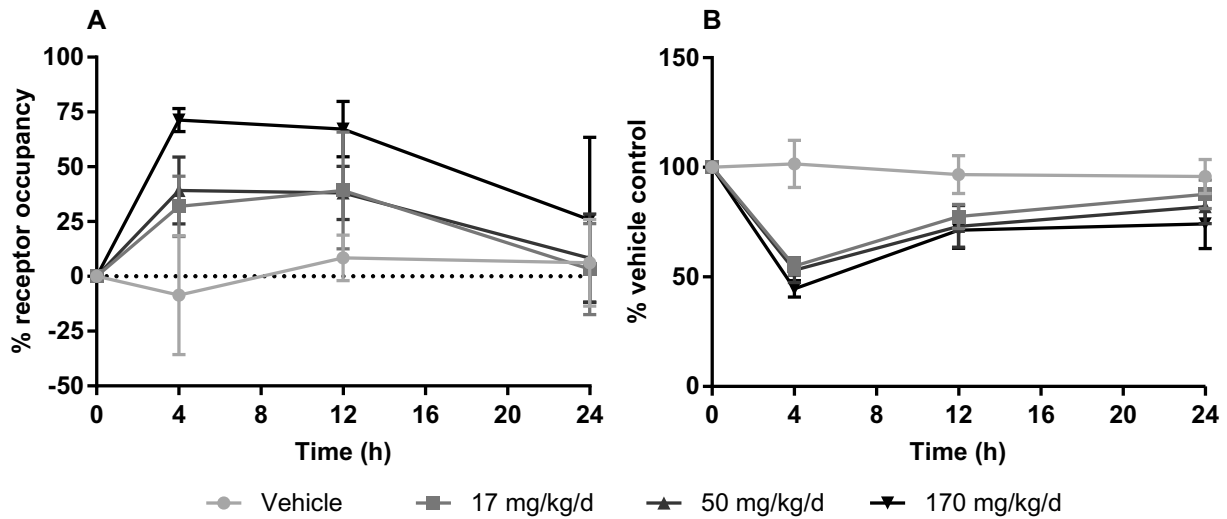 A
% receptor occupancy
100
75
50
25
0
-25
-50
0 4 8 12 16 20 24
Time (h)
B
% vehicle control
150
100
50
0
0 4 8 12 16 20 24
Time (h)
Vehicle 17 mg/kg/d 50 mg/kg/d 170 mg/kg/d